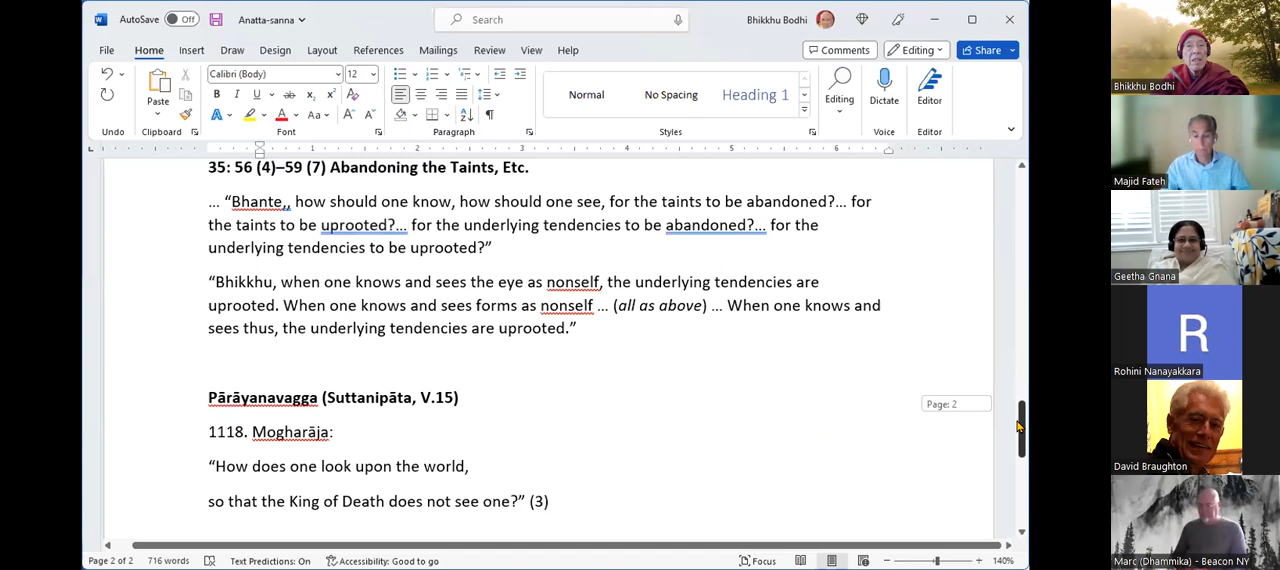 AutoSave Off Anatta-sanna Search Bhikkhu Bodhi
File Home Insert Draw Design Layout References Mailings Review View Help Comments Editing Share
Calibri (Body) 12
Normal No Spacing Heading 1
Paste Editing Dictate Editor
Undo Clipboard Font Paragraph Styles Voice Editor
1 2 3 4 5 6
35: 56 (4)–59 (7) Abandoning the Taints, Etc.
… “Bhante,, how should one know, how should one see, for the taints to be abandoned?… for
the taints to be uprooted?… for the underlying tendencies to be abandoned?… for the
underlying tendencies to be uprooted?”
“Bhikkhu, when one knows and sees the eye as nonself, the underlying tendencies are
uprooted. When one knows and sees forms as nonself … (all as above) … When one knows and
sees thus, the underlying tendencies are uprooted.”
Pārāyanavagga (Suttanipāta, V.15)
Page: 2
1118. Mogharāja:
“How does one look upon the world,
so that the King of Death does not see one?” (3)
Page 2 of 2 716 words Text Predictions: On Accessibility: Good to go Focus 140%
Bhikkhu Bodhi
Majid Fateh
Geetha Gnana
R
Rohini Nanayakkara
David Braughton
Marc (Dhammika) - Beacon NY